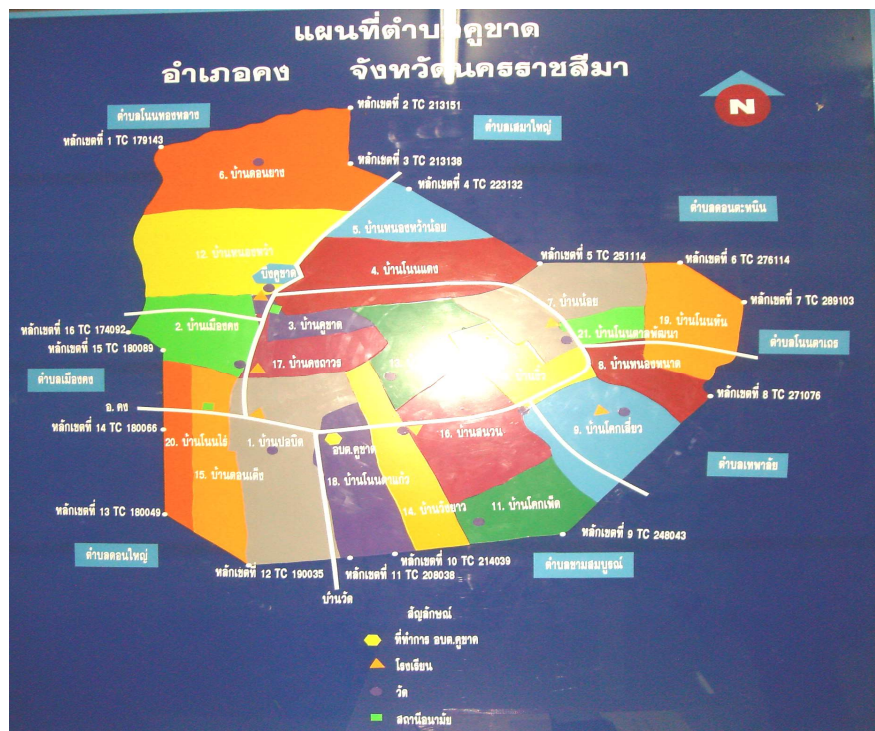 แผนที่ตำบลคูขาด
อำเภอคง จังหวัดนครราชสีมา
N
ตำบลโนนทองหลาง
หลักเขตที่ 2 TC 213151
ตำบลเสมาใหญ่
หลักเขตที่ 1 TC 179143
หลักเขตที่ 3 TC 213138
6. บ้านดอนยาง
หลักเขตที่ 4 TC 223132
ตำบลดอนตะหนิน
5. บ้านหนองหว้าน้อย
12. บ้านหนองหว้า
หลักเขตที่ 5 TC 251114
หลักเขตที่ 6 TC 276114
บึงคูขาด
4. บ้านโนนแดง
7. บ้านน้อย
หลักเขตที่ 7 TC 289103
หลักเขตที่ 16 TC 174092
2. บ้านเมืองคง
3. บ้านคูขาด
19. บ้านโนนพัน
21. บ้านโนนตาลพัฒนา
ตำบลโนนตาเถร
หลักเขตที่ 15 TC 180089
17. บ้านคงถาวร
8. บ้านหนองหนาด
ตำบลเมืองคง
หลักเขตที่ 8 TC 271076
อ. คง
หลักเขตที่ 14 TC 180066
20. บ้านโนนไร่
1. บ้านปอบิด
อบต.คูขาด
16. บ้านสนวน
9. บ้านโคกเสี่ยว
15. บ้านดอนเต็ง
18. บ้านโนนตาแก้ว
ตำบลเทพาลัย
14. บ้านวังยาว
11. บ้านโคกเพ็ด
หลักเขตที่ 13 TC 180049
หลักเขตที่ 9 TC 248043
ตำบลดอนใหญ่
หลักเขตที่ 10 TC 214039
ตำบลขามสมบูรณ์
หลักเขตที่ 12 TC 190035
หลักเขตที่ 11 TC 208038
บ้านวัด
สัญลักษณ์
ที่ทำการ อบต.คูขาด
โรงเรียน
วัด
สถานีอนามัย